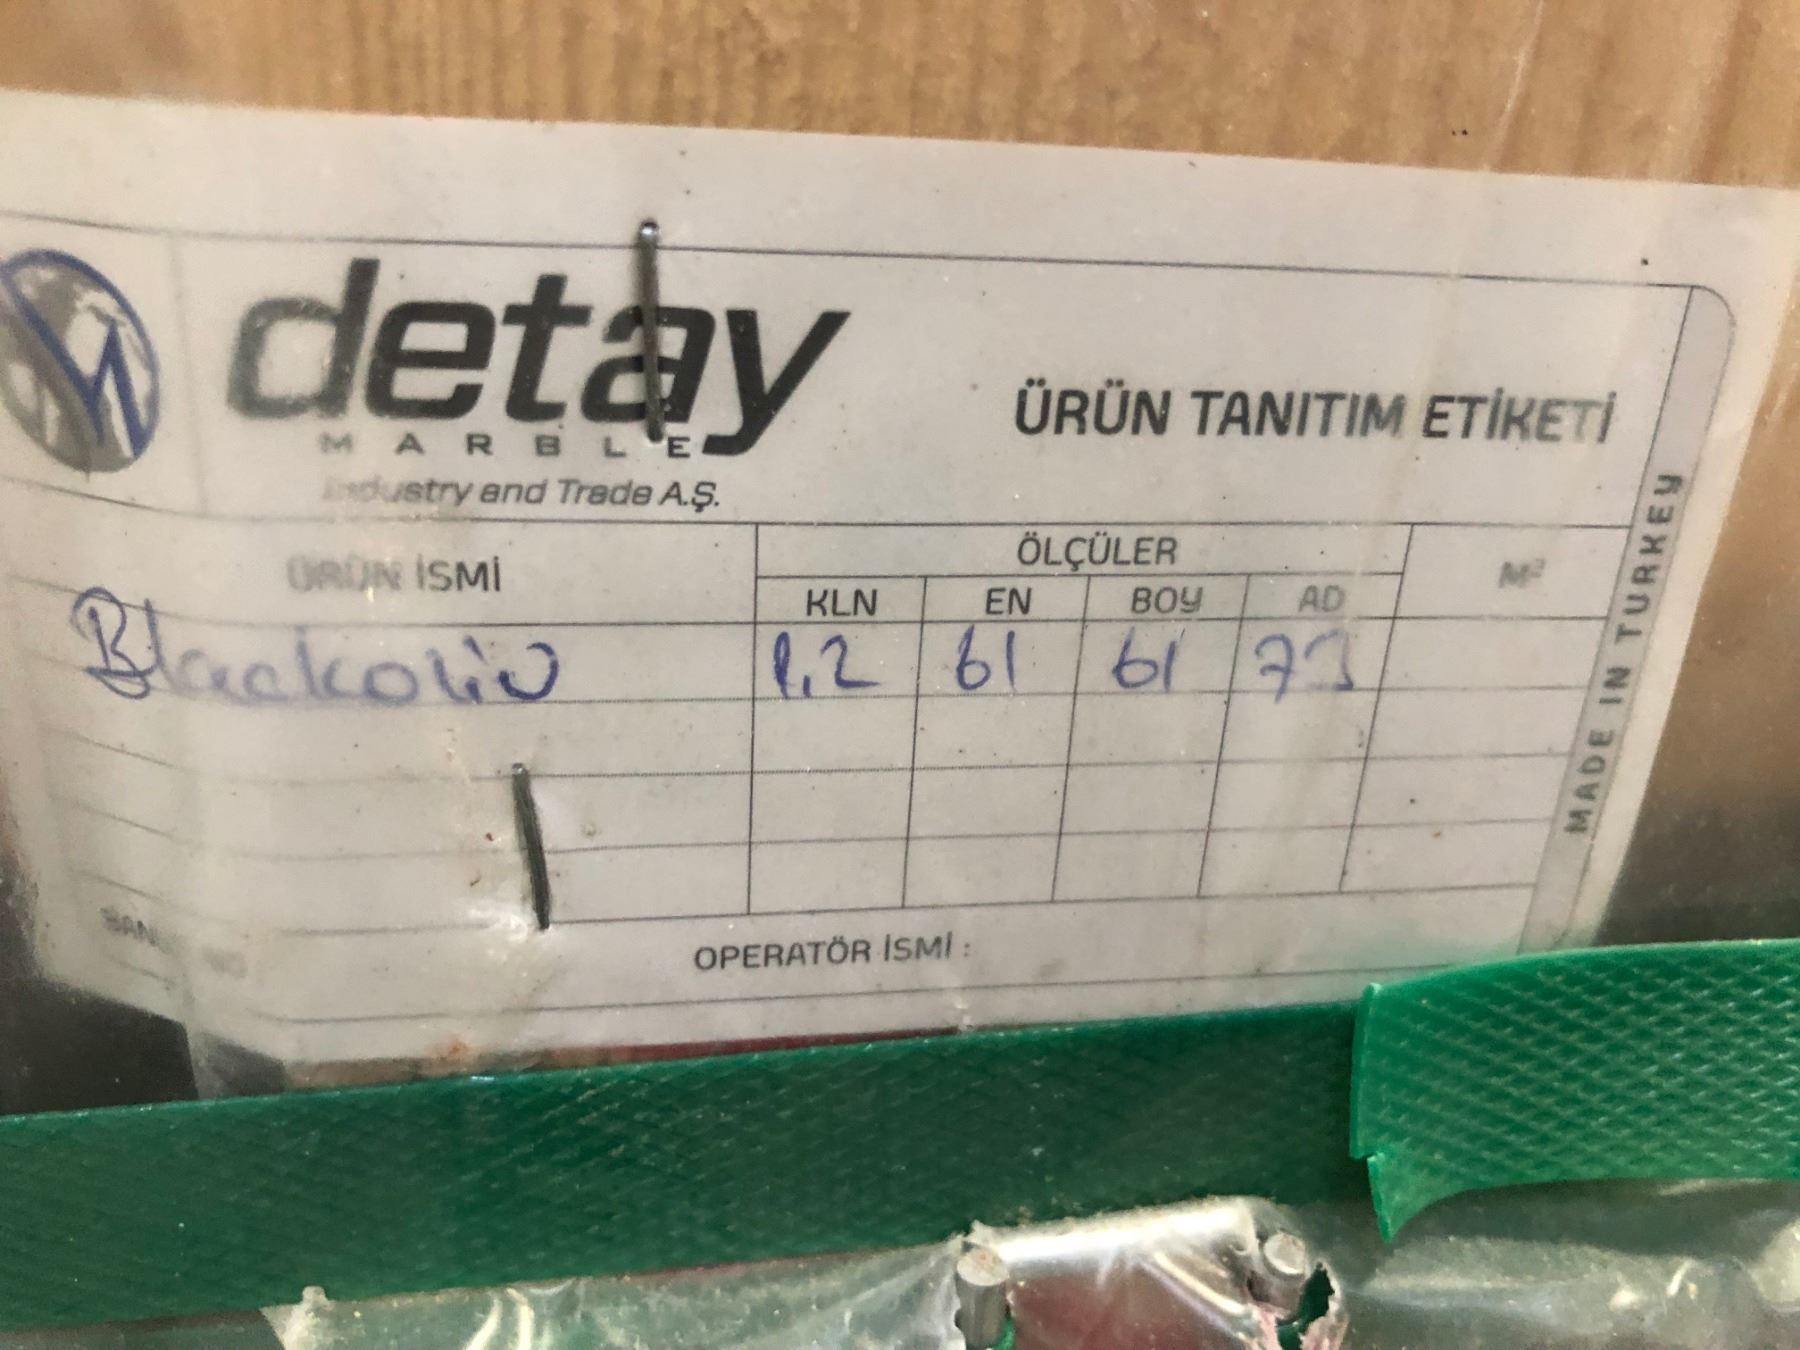 detay
MARBLE
Industry and Trade A.Ş.
ÜRÜN TANITIM ETİKETİ
ÜRÜN İSMİ
ÖLÇÜLER
M²
KLN EN BOY AD
Blackoliv 1,2 61 61 73
OPERATÖR İSMİ :
MADE IN TURKEY